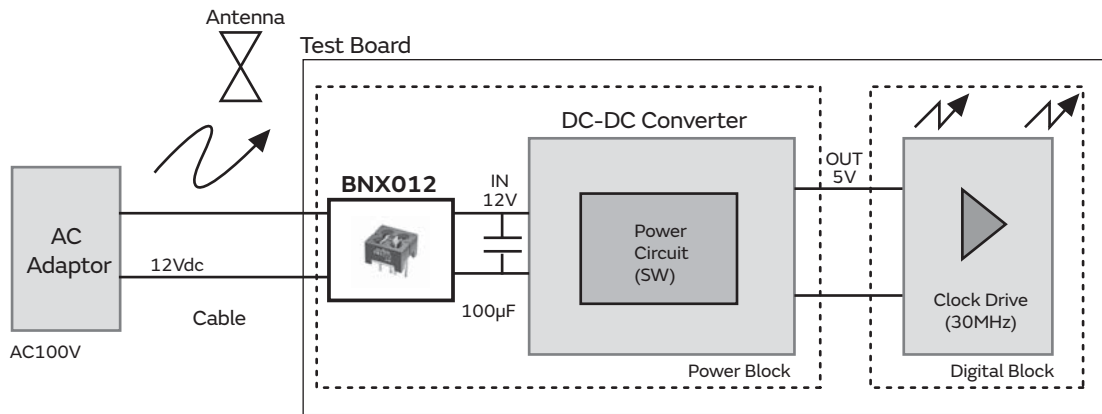 Antenna
Test Board
DC-DC Converter
OUT
5V
BNX012
IN
12V
AC
Adaptor
12Vdc
Power
Circuit
(SW)
Cable
100µF
Clock Drive
(30MHz)
AC100V
Power Block
Digital Block